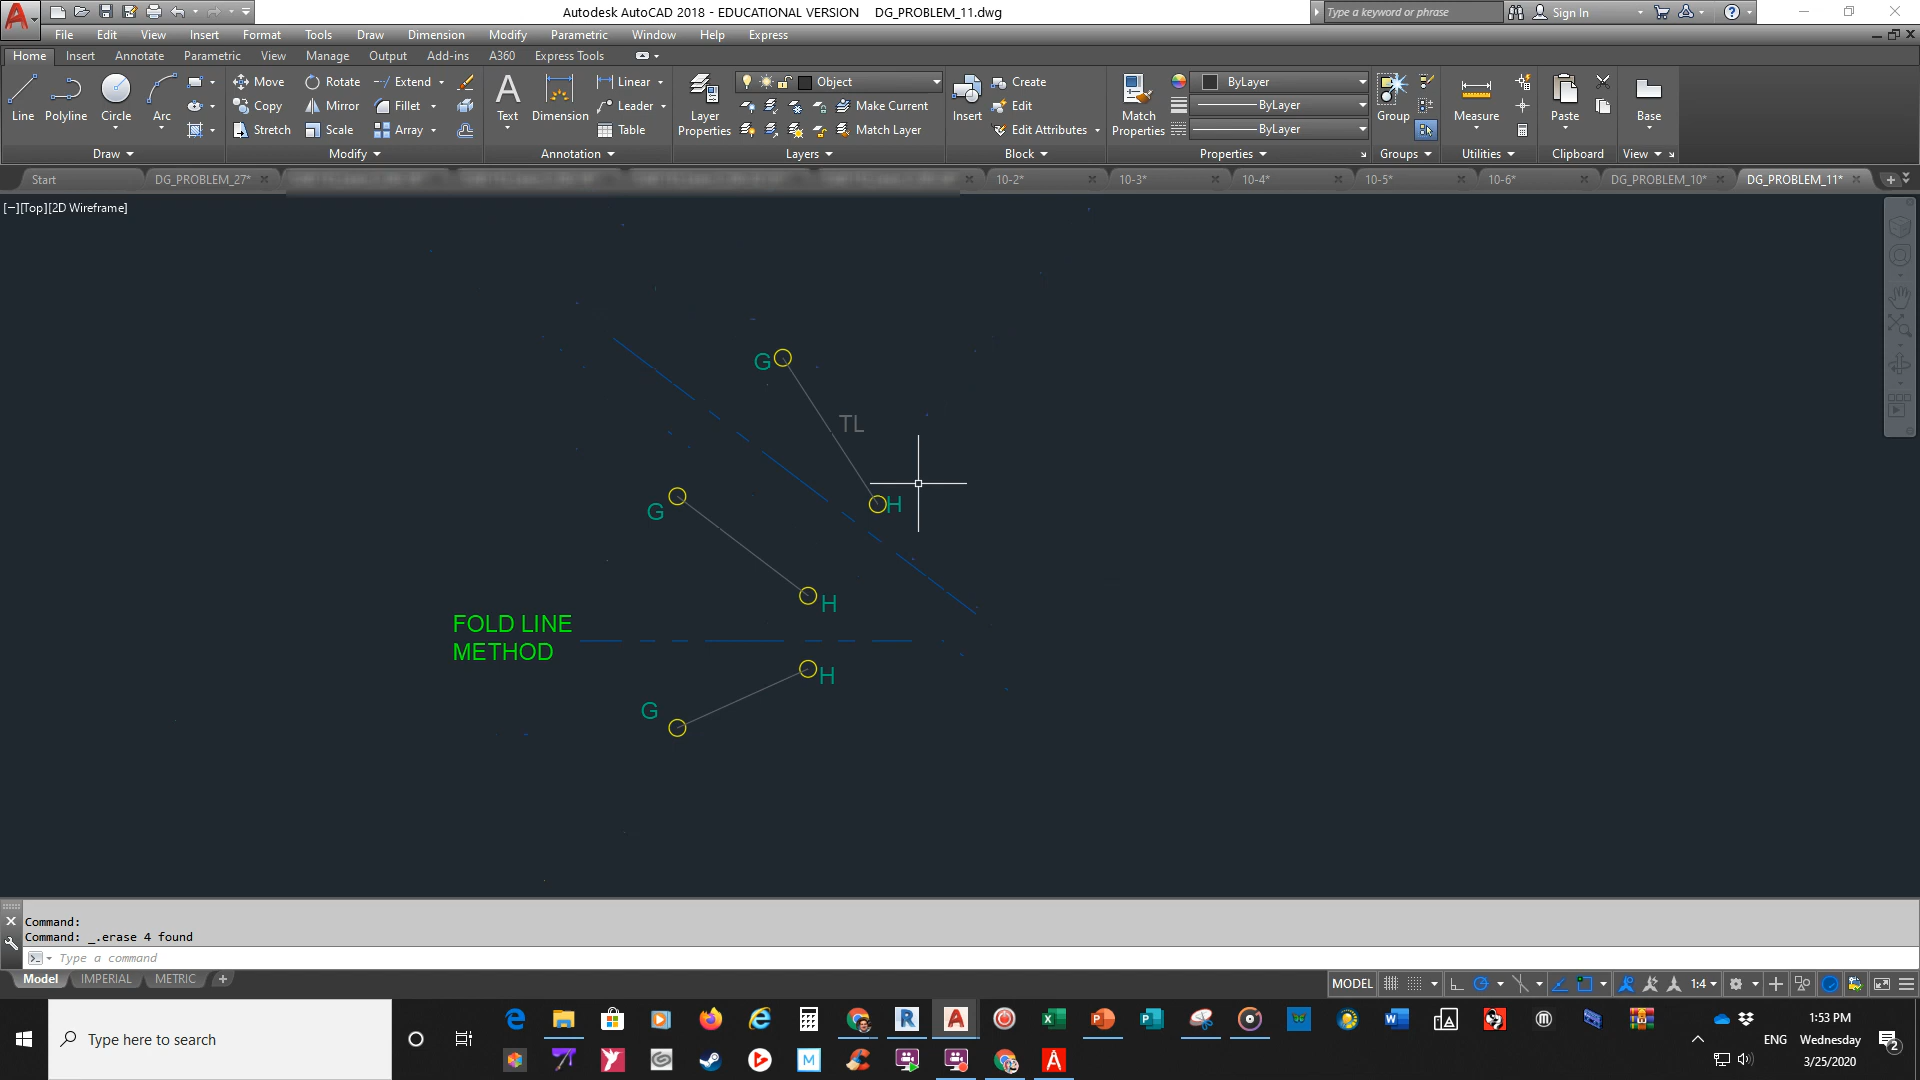 Autodesk AutoCAD 2018 - EDUCATIONAL VERSION    DG_PROBLEM_11.dwg
Type a keyword or phrase
Sign In
File Edit View Insert Format Tools Draw Dimension Modify Parametric Window Help Express
Home Insert Annotate Parametric View Manage Output Add-ins A360 Express Tools
Line Polyline Circle Arc
Move Rotate Extend
Copy Mirror Fillet
Stretch Scale Array
Text Dimension
Linear
Leader
Table
Layer Properties
Object
Make Current
Match Layer
Insert
Create
Edit
Edit Attributes
Match Properties
ByLayer
ByLayer
ByLayer
Group
Measure
Paste
Base
Draw Modify Annotation Layers Block Properties Groups Utilities Clipboard View
Start DG_PROBLEM_27* 10-2* 10-3* 10-4* 10-5* 10-6* DG_PROBLEM_10* DG_PROBLEM_11*
[−][Top][2D Wireframe]
G
TL
H
G
H
FOLD LINE
METHOD
H
G
Command:
Command: _.erase 4 found
Type a command
Model IMPERIAL METRIC
MODEL
1:4
Type here to search
1:53 PM
ENG Wednesday
3/25/2020
2